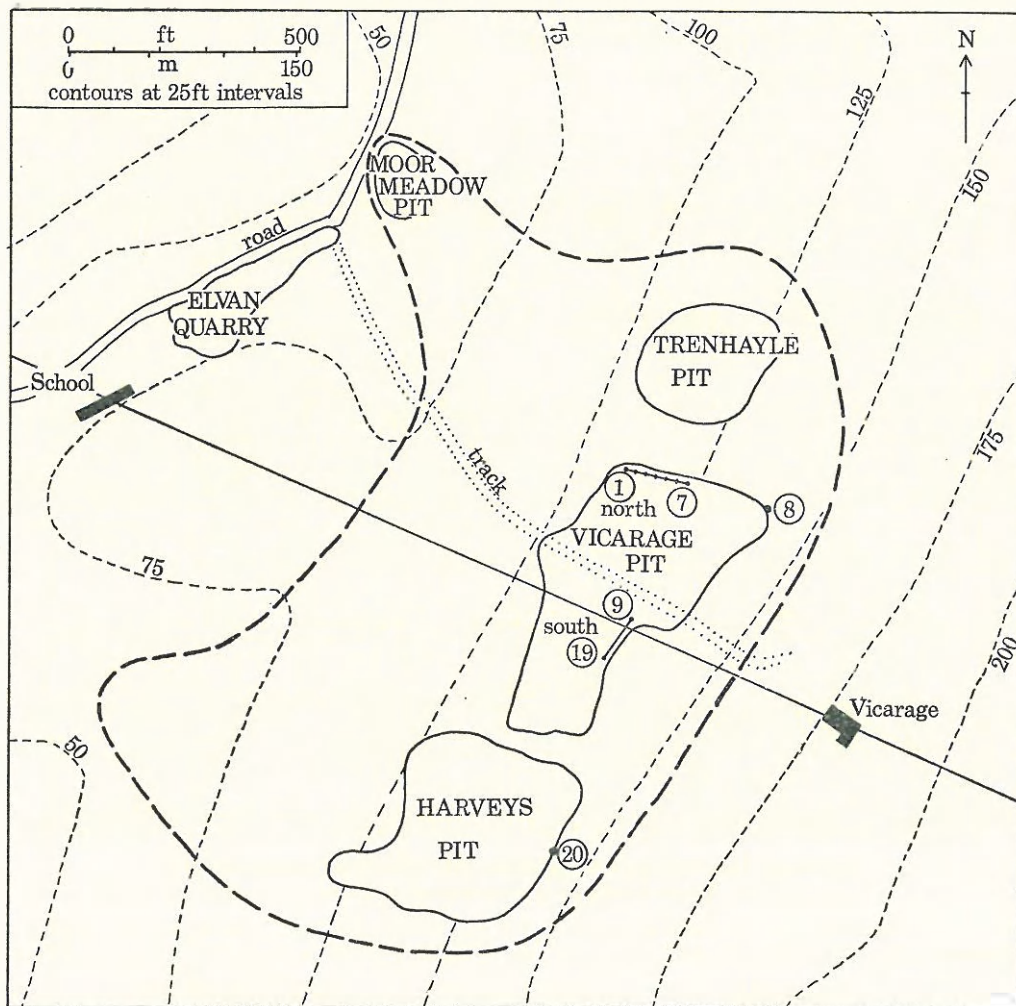 0 ft 500
0 m 150
contours at 25ft intervals
50
75
100
125
150
N
MOOR
MEADOW
PIT
road
ELVAN
QUARRY
TRENHAYLE
PIT
School
track
175
1
7
8
north
VICARAGE
PIT
75
9
south
19
200
Vicarage
50
HARVEYS
PIT
20